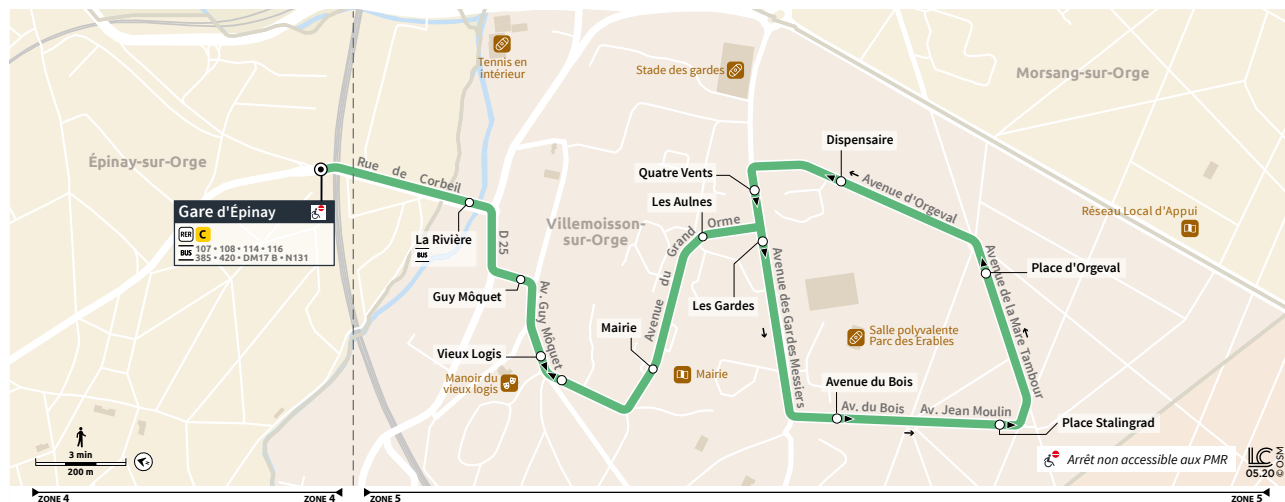 Tennis en
intérieur
Stade des gardes
Morsang-sur-Orge
Épinay-sur-Orge
Dispensaire
Rue de Corbeil
Quatre Vents
Avenue d'Orgeval
Gare d'Épinay
RER C
BUS
107 • 108 • 114 • 116
385 • 420 • DM17 B • N131
Les Aulnes
Réseau Local d'Appui
La Rivière
BUS
D 25
Villemoisson-
sur-Orge
Avenue du Grand Orme
Place d'Orgeval
Guy Môquet
Av. Guy Môquet
Les Gardes
Avenue des Gardes Messiers
Avenue de la Mare Tambour
Mairie
Salle polyvalente
Parc des Érables
Vieux Logis
Manoir du
vieux logis
Mairie
Avenue du Bois
Av. du Bois
Av. Jean Moulin
Place Stalingrad
3 min
200 m
Arrêt non accessible aux PMR
LC
05.20
© OSM
ZONE 4
ZONE 4
ZONE 5
ZONE 5